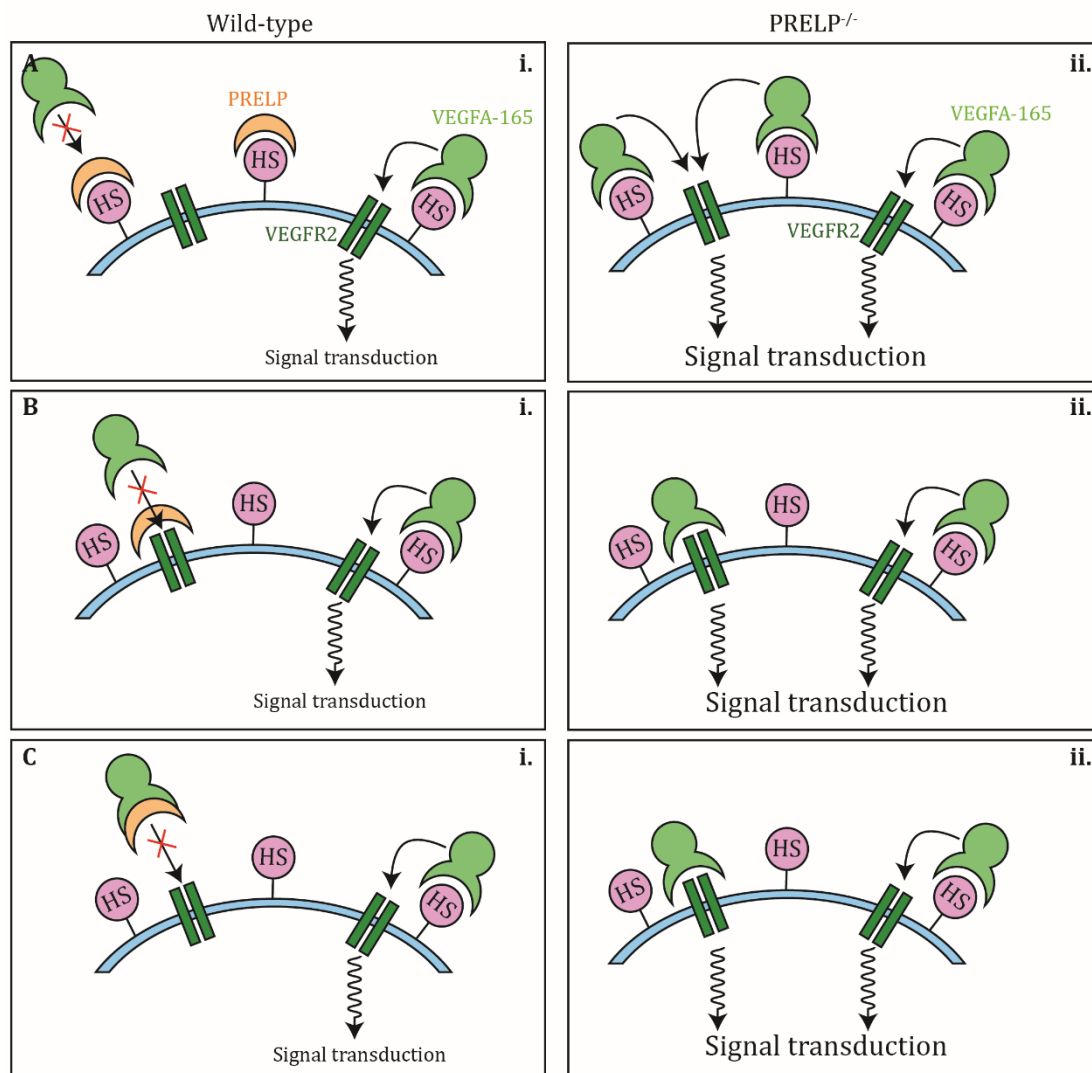 Wild-type
PRELP-/-
A
i.
PRELP
VEGFA-165
HS
HS
HS
VEGFR2
Signal transduction
ii.
VEGFA-165
HS
HS
HS
VEGFR2
Signal transduction
B
i.
HS
HS
HS
Signal transduction
ii.
HS
HS
HS
Signal transduction
C
i.
HS
HS
HS
Signal transduction
ii.
HS
HS
HS
Signal transduction